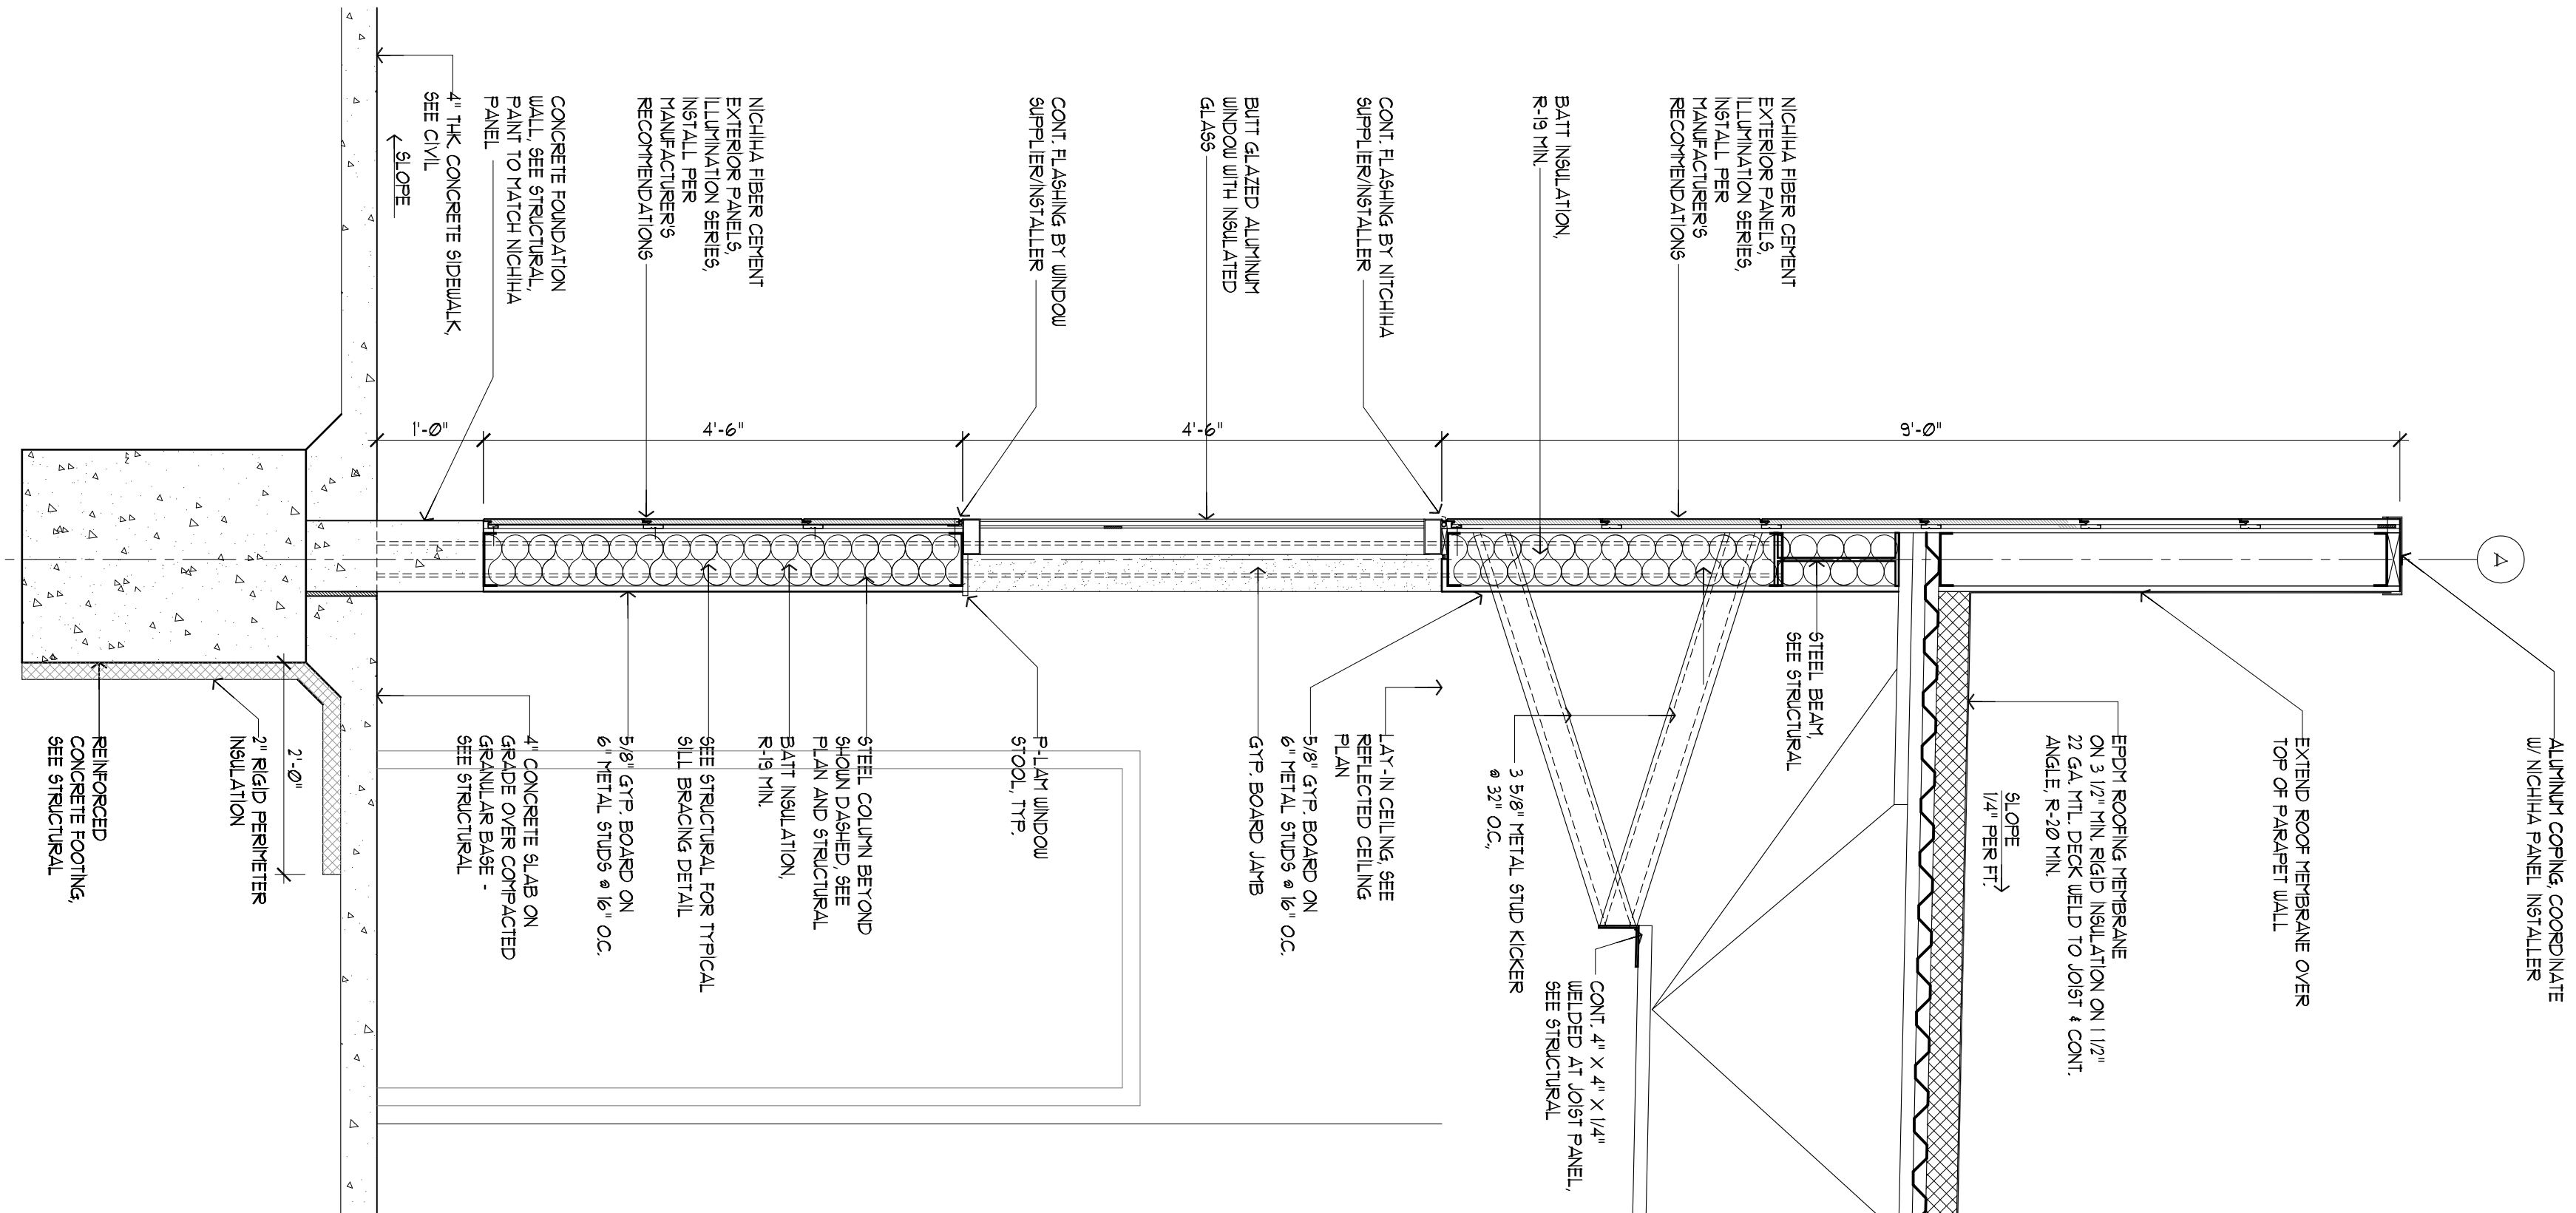 A
ALUMINUM COPING, COORDINATE
W/ NICHIHA PANEL INSTALLER
EXTEND ROOF MEMBRANE OVER
TOP OF PARAPET WALL
SLOPE
1/4" PER FT.
EPDM ROOFING MEMBRANE
ON 3 1/2" MIN. RIGID INSULATION ON 1 1/2"
22 GA. MTL. DECK WELD TO JOIST & CONT.
ANGLE, R-20 MIN.
9'-0"
NICHIHA FIBER CEMENT
EXTERIOR PANELS,
ILLUMINATION SERIES,
INSTALL PER
MANUFACTURER'S
RECOMMENDATIONS
STEEL BEAM,
SEE STRUCTURAL
BATT INSULATION,
R-19 MIN.
CONT. 4" X 4" X 1/4"
WELDED AT JOIST PANEL,
SEE STRUCTURAL
3 5/8" METAL STUD KICKER
@ 32" O.C.,
CONT. FLASHING BY NITCHIHA
SUPPLIER/INSTALLER
LAY-IN CEILING, SEE
REFLECTED CEILING
PLAN
5/8" GYP. BOARD ON
6" METAL STUDS @ 16" O.C.
BUTT GLAZED ALUMINUM
WINDOW WITH INSULATED
GLASS
4'-6"
GYP. BOARD JAMB
CONT. FLASHING BY WINDOW
SUPPLIER/INSTALLER
P-LAM WINDOW
STOOL, TYP.
NICHIHA FIBER CEMENT
EXTERIOR PANELS,
ILLUMINATION SERIES,
INSTALL PER
MANUFACTURER'S
RECOMMENDATIONS
4'-6"
STEEL COLUMN BEYOND
SHOWN DASHED, SEE
PLAN AND STRUCTURAL
BATT INSULATION,
R-19 MIN.
SEE STRUCTURAL FOR TYPICAL
SILL BRACING DETAIL
5/8" GYP. BOARD ON
6" METAL STUDS @ 16" O.C.
CONCRETE FOUNDATION
WALL, SEE STRUCTURAL,
PAINT TO MATCH NICHIHA
PANEL
1'-0"
4" CONCRETE SLAB ON
GRADE OVER COMPACTED
GRANULAR BASE -
SEE STRUCTURAL
4" THK. CONCRETE SIDEWALK,
SEE CIVIL
SLOPE
2'-0"
2" RIGID PERIMETER
INSULATION
REINFORCED
CONCRETE FOOTING,
SEE STRUCTURAL